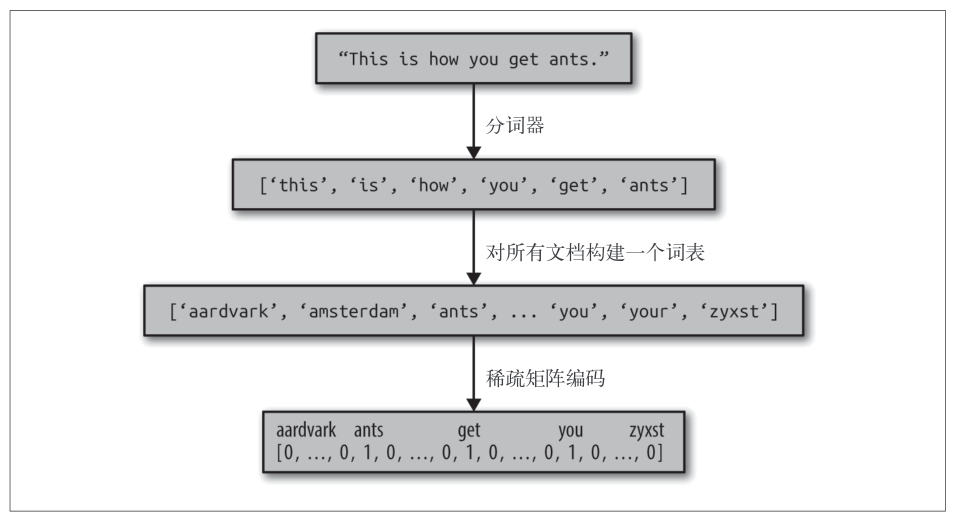 “This is how you get ants.”
分词器
[‘this’, ‘is’, ‘how’, ‘you’, ‘get’, ‘ants’]
对所有文档构建一个词表
[‘aardvark’, ‘amsterdam’, ‘ants’, ... ‘you’, ‘your’, ‘zyxst’]
稀疏矩阵编码
aardvark ants get you zyxst
[0, …, 0, 1, 0, …, 0, 1, 0, …, 0, 1, 0, …, 0]